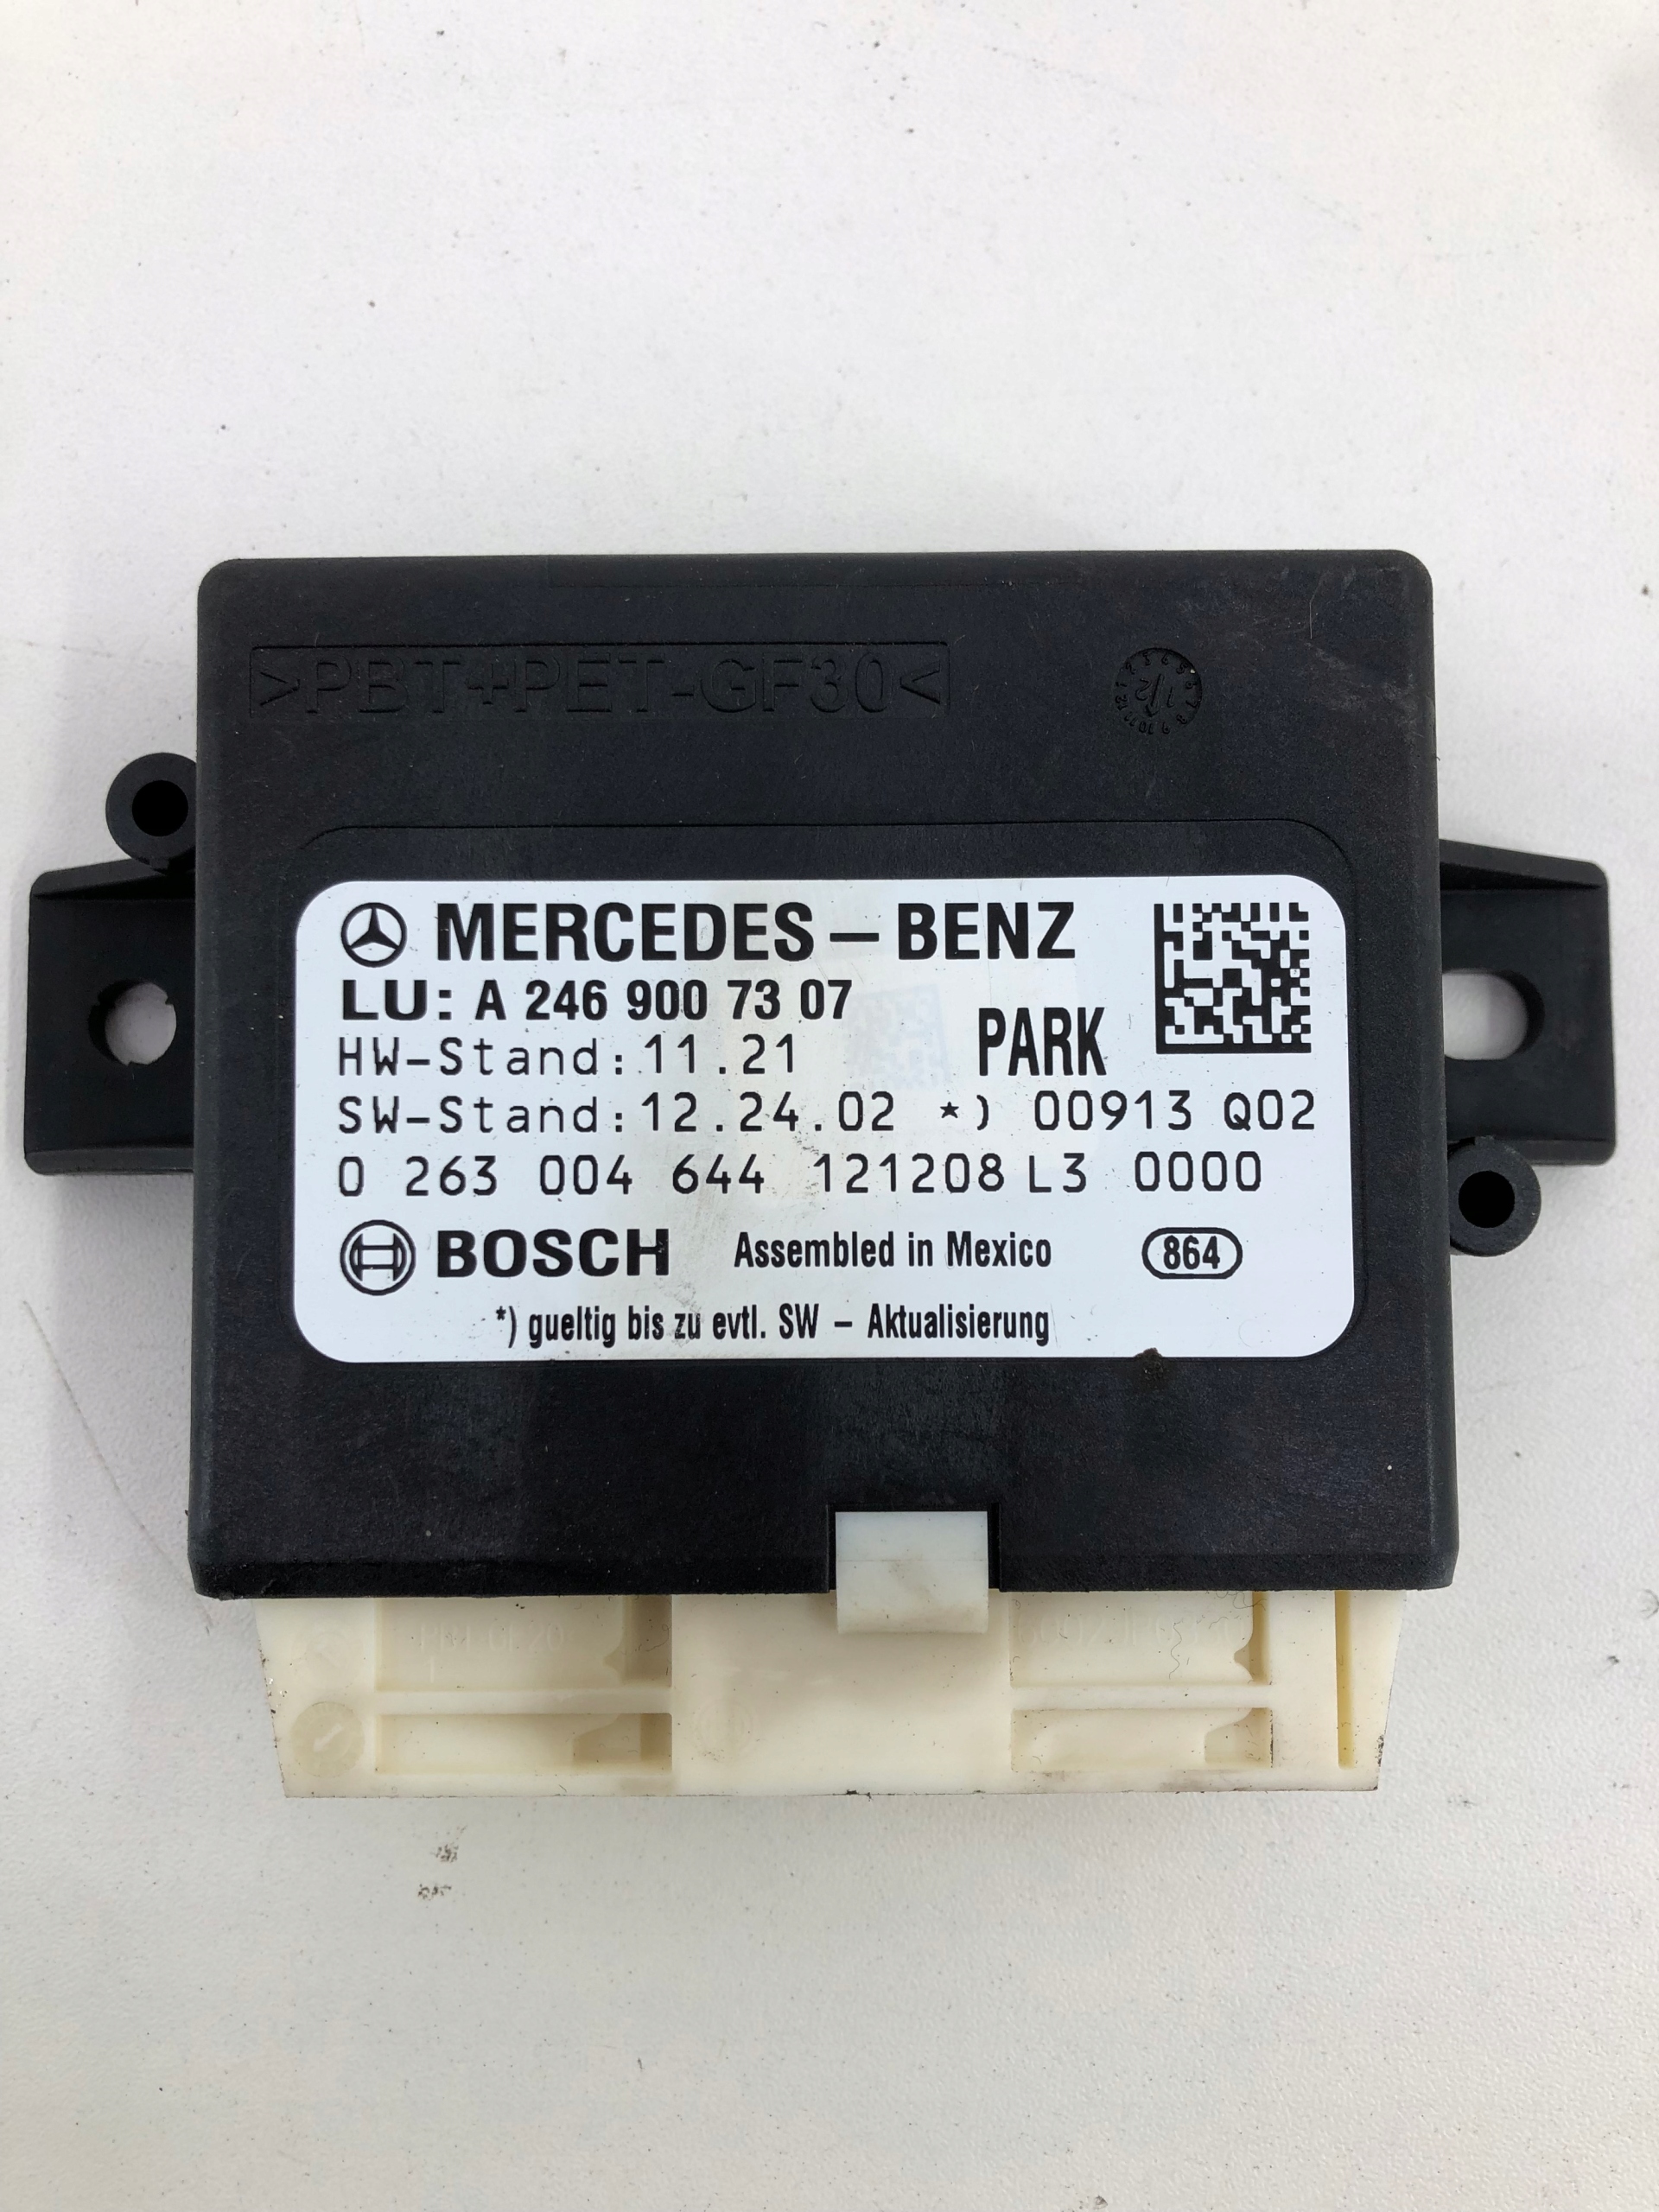 >PBT+PET-GF30<
MERCEDES-BENZ
LU: A 246 900 73 07
PARK
HW-Stand:11.21
SW-Stand:12.24.02 *) 00913 Q02
0 263 004 644 121208 L3 0000
BOSCH Assembled in Mexico 864
*) gueltig bis zu evtl. SW - Aktualisierung